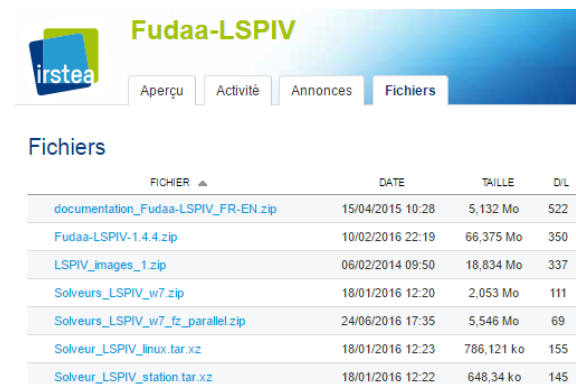 Fudaa-LSPIV
irstea
Aperçu Activité Annonces Fichiers
Fichiers
FICHIER DATE TAILLE D/L
documentation_Fudaa-LSPIV_FR-EN.zip 15/04/2015 10:28 5,132 Mo 522
Fudaa-LSPIV-1.4.4.zip 10/02/2016 22:19 66,375 Mo 350
LSPIV_images_1.zip 06/02/2014 09:50 18,834 Mo 337
Solveurs_LSPIV_w7.zip 18/01/2016 12:20 2,053 Mo 111
Solveurs_LSPIV_w7_fz_parallel.zip 24/06/2016 17:35 5,546 Mo 69
Solveur_LSPIV_linux.tar.xz 18/01/2016 12:23 786,121 ko 155
Solveur_LSPIV_station.tar.xz 18/01/2016 12:22 648,34 ko 145